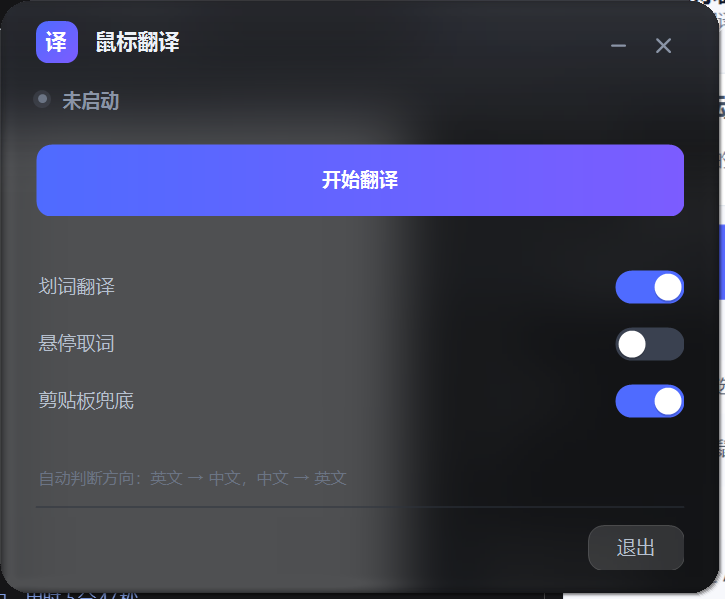 译 鼠标翻译
未启动
开始翻译
划词翻译
悬停取词
剪贴板兜底
自动判断方向：英文 → 中文，中文 → 英文
退出